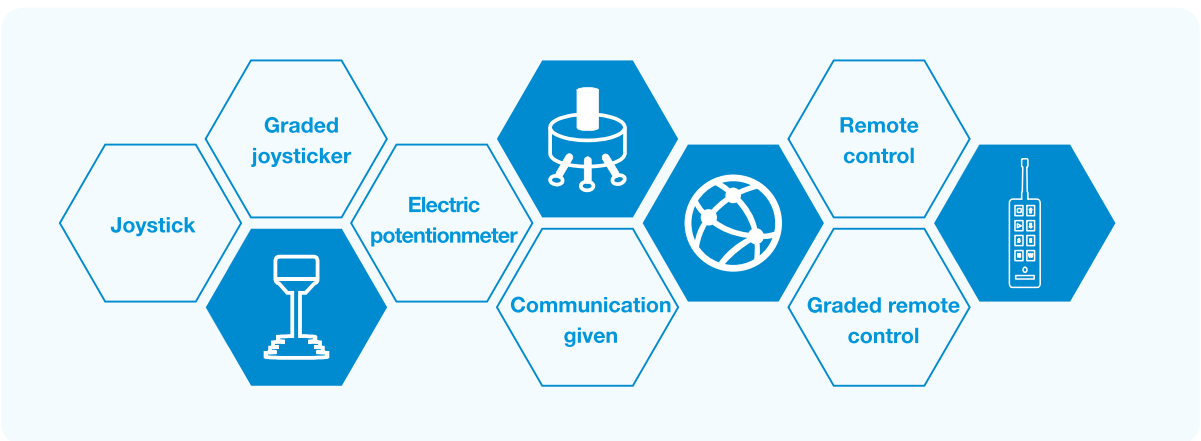 Joystick
Graded
joysticker
Electric
potentionmeter
Communication
given
Remote
control
Graded remote
control